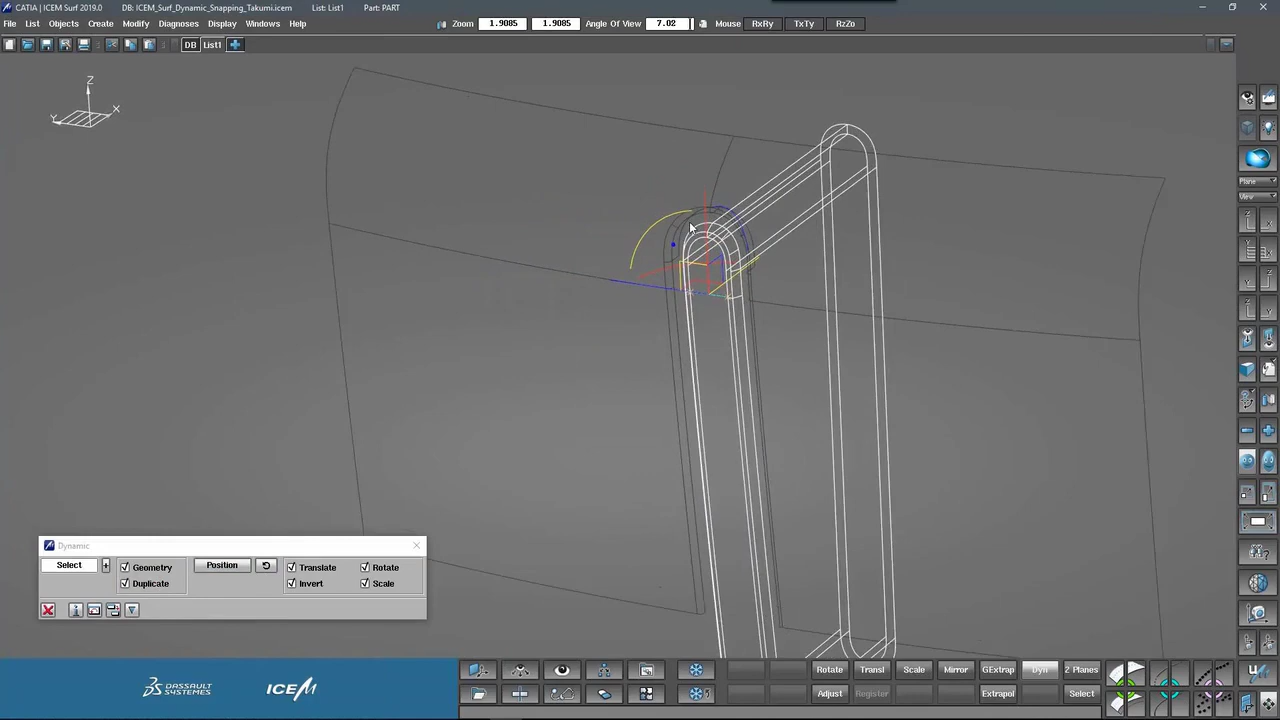 CATIA | ICEM Surf 2019.0 DB: ICEM_Surf_Dynamic_Snapping_Takumi.icem List: List1 Part: PART
File Edit Objects Create Modify Diagnoses Display Windows Help Zoom 1.9085 1.9085 Angle Of View 7.02 Mouse RxRy TxTy RzZo
DB List1
Z
X
Y
Plane
View
Dynamic
Select + Geometry Position Translate Rotate
Duplicate Invert Scale
DASSAULT SYSTEMES ICEM
Rotate Transl Scale Mirror GExtrap Dyn 2 Planes
Adjust Register Extrapol Select